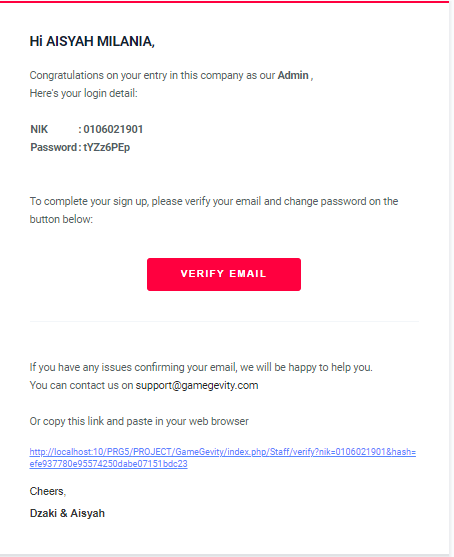 Hi AISYAH MILANIA,
Congratulations on your entry in this company as our Admin ,
Here's your login detail:
NIK : 0106021901
Password : tYZz6PEp
To complete your sign up, please verify your email and change password on the
button below:
VERIFY EMAIL
If you have any issues confirming your email, we will be happy to help you.
You can contact us on support@gamegevity.com
Or copy this link and paste in your web browser
http://localhost:10/PRG5/PROJECT/GameGevity/index.php/Staff/verify?nik=0106021901&hash=
efe937780e95574250dabe07151bdc23
Cheers,
Dzaki & Aisyah